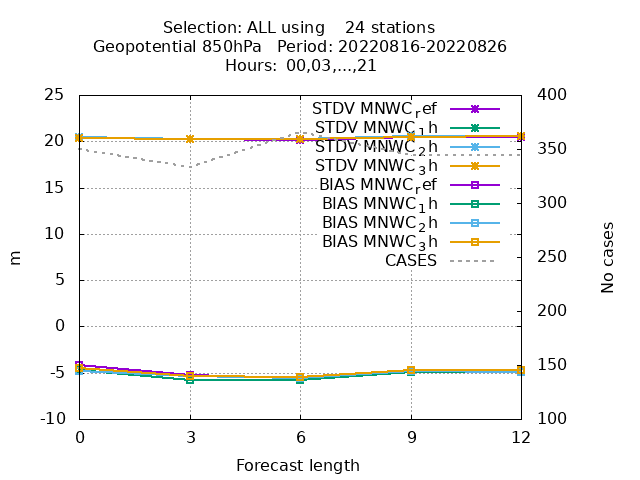 Selection: ALL using    24 stations
Geopotential 850hPa   Period: 20220816-20220826
Hours: 00,03,...,21
25
20
15
10
5
0
-5
-10
m
400
350
300
250
200
150
100
No cases
STDV MNWC_ref
STDV MNWC_1h
STDV MNWC_2h
STDV MNWC_3h
BIAS MNWC_ref
BIAS MNWC_1h
BIAS MNWC_2h
BIAS MNWC_3h
CASES
0 3 6 9 12
Forecast length